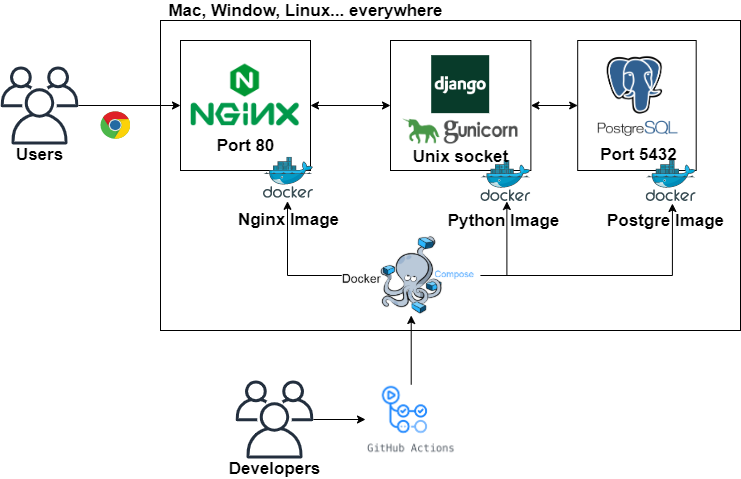 Mac, Window, Linux... everywhere
NGINX
Port 80
django
gunicorn
Unix socket
PostgreSQL
Port 5432
Users
docker
docker
docker
Nginx Image
Python Image
Postgre Image
Docker
Compose
GitHub Actions
Developers